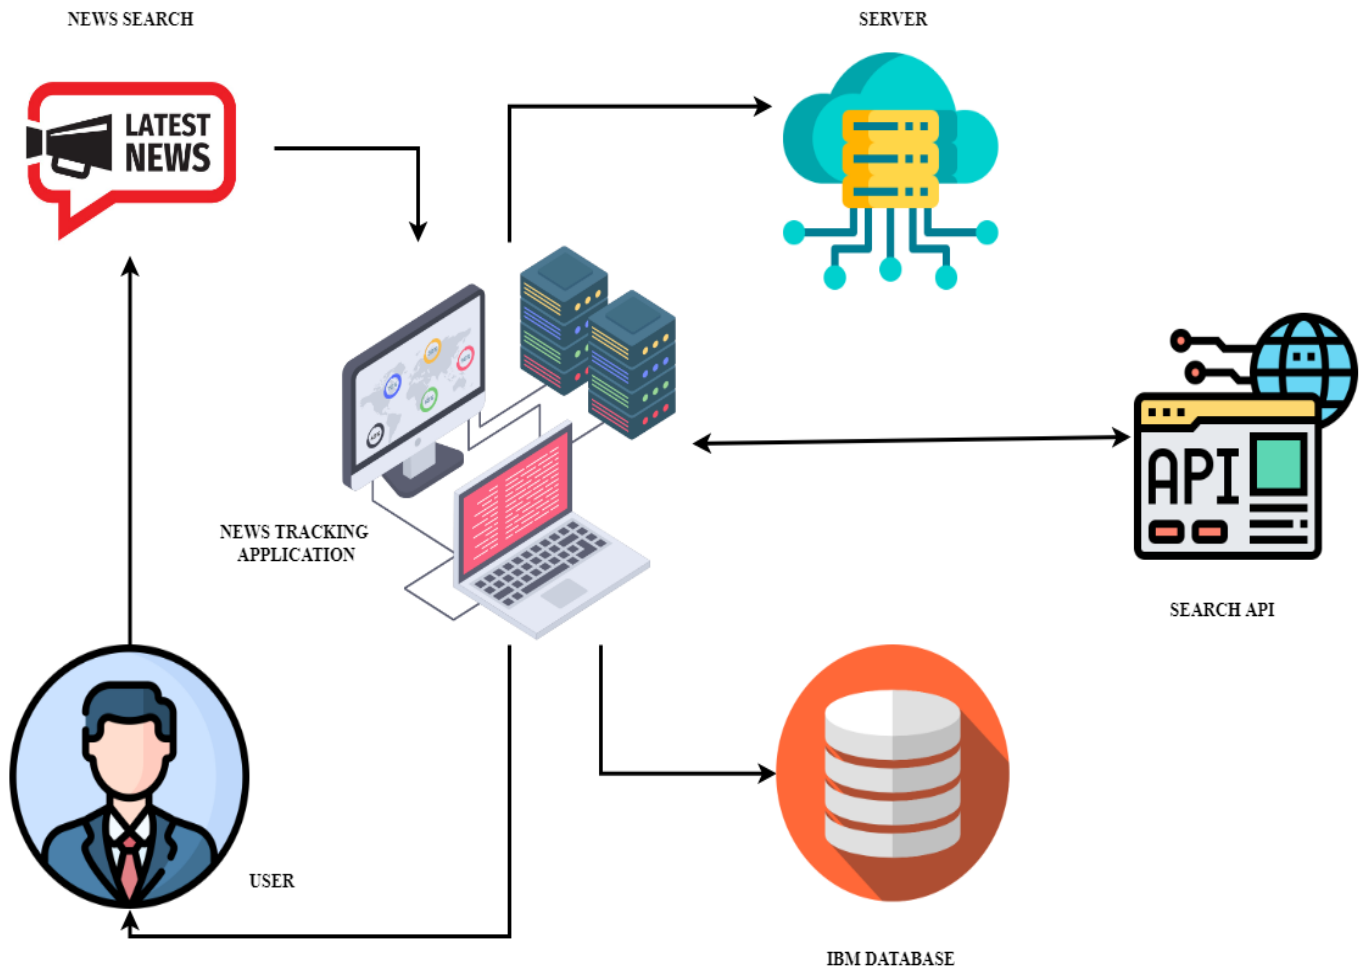 NEWS SEARCH
SERVER
LATEST
NEWS
NEWS TRACKING
APPLICATION
API
SEARCH API
USER
IBM DATABASE